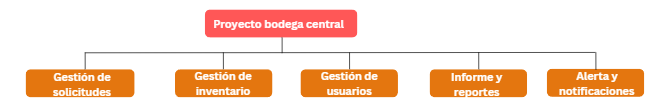 Proyecto bodega central
Gestión de
solicitudes
Gestión de
inventario
Gestión de
usuarios
Informe y
reportes
Alerta y
notificaciones